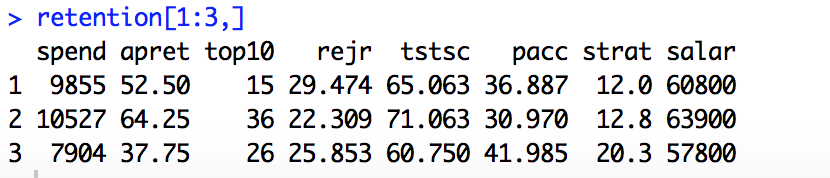 > retention[1:3,]
spend apret top10 rejr tstsc pacc strat salar
1 9855 52.50 15 29.474 65.063 36.887 12.0 60800
2 10527 64.25 36 22.309 71.063 30.970 12.8 63900
3 7904 37.75 26 25.853 60.750 41.985 20.3 57800